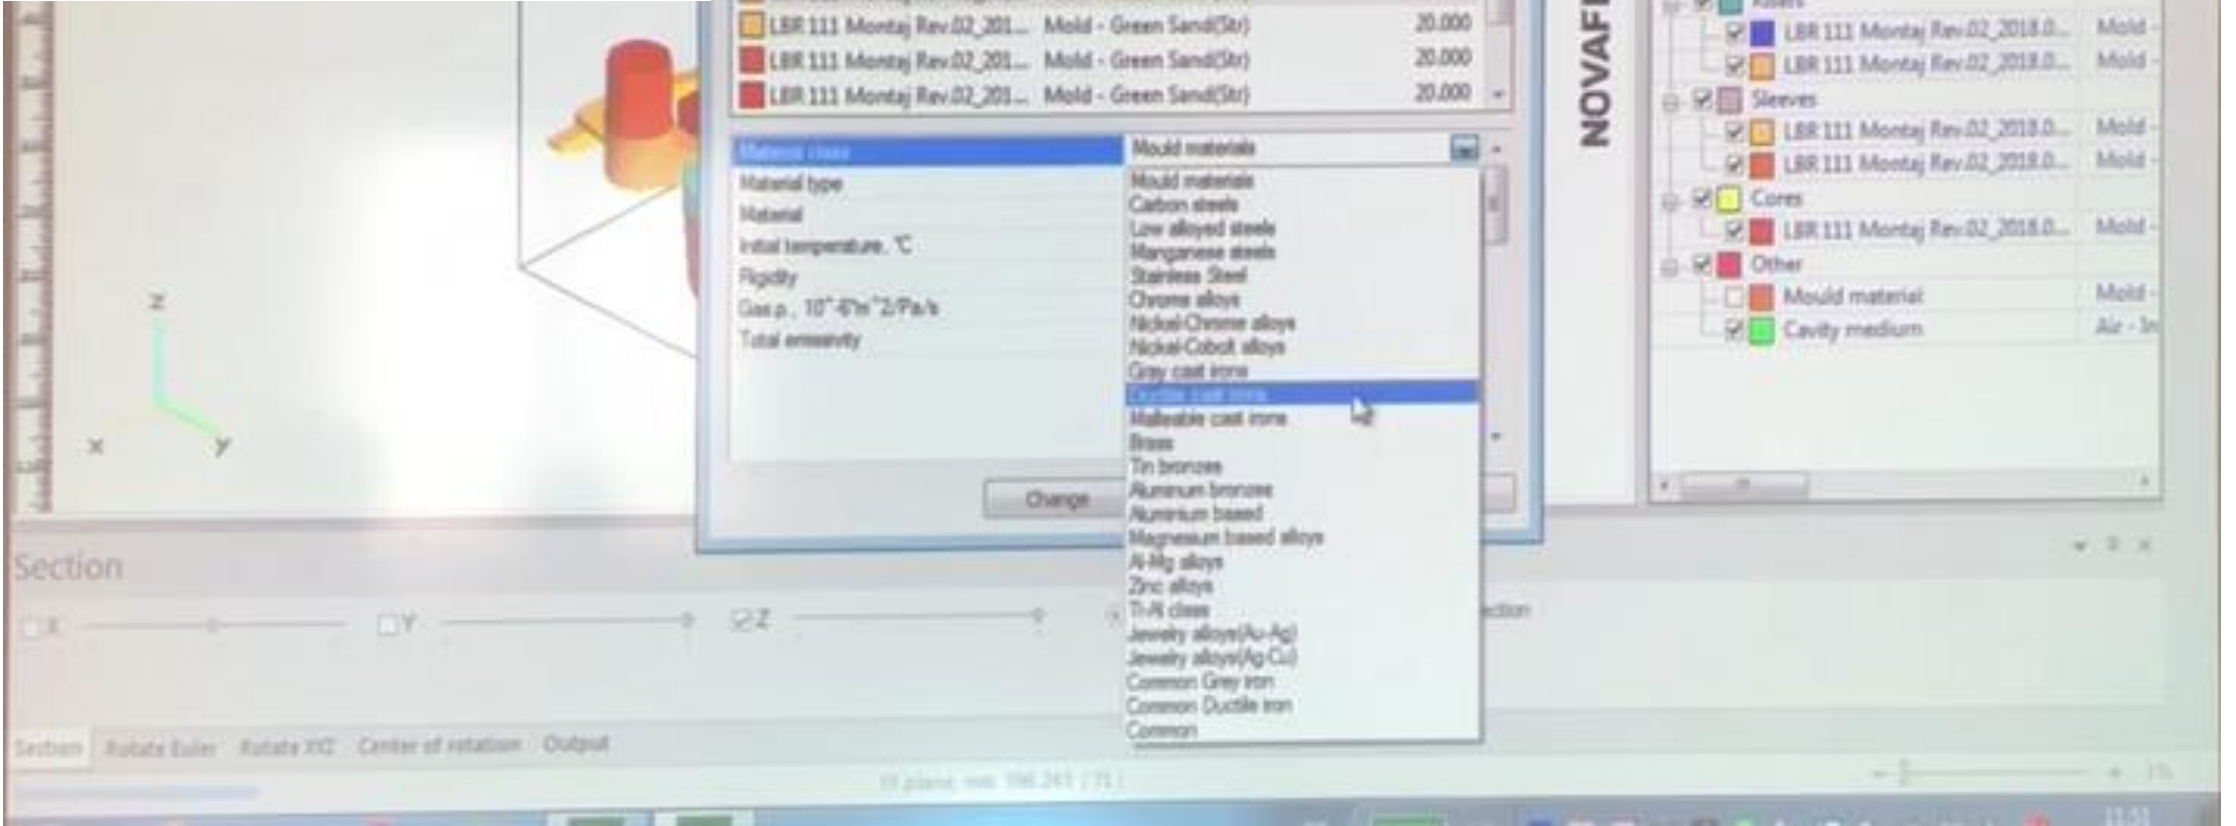 LBR 111 Montaj Rev.02_201... Mold - Green Sand(Str) 20.000
LBR 111 Montaj Rev.02_201... Mold - Green Sand(Str) 20.000
LBR 111 Montaj Rev.02_201... Mold - Green Sand(Str) 20.000
Material class Mould materials
Material type
Material
Initial temperature, °C
Rigidity
Gas p., 10^-6*m^2/Pa/s
Total emissivity
Mould materials
Carbon steels
Low alloyed steels
Manganese steels
Stainless Steel
Chrome alloys
Nickel-Chrome alloys
Nickel-Cobolt alloys
Gray cast irons
Ductile cast irons
Malleable cast irons
Brass
Tin bronzes
Aluminum bronzes
Aluminium based
Magnesium based alloys
Al-Mg alloys
Zinc alloys
Ti-Al class
Jewelry alloys(Au-Ag)
Jewelry alloys(Ag-Cu)
Common Grey iron
Common Ductile iron
Common
Change
NOVAF
Risers
LBR 111 Montaj Rev.02_2018.0... Mold -
LBR 111 Montaj Rev.02_2018.0... Mold -
Sleeves
LBR 111 Montaj Rev.02_2018.0... Mold -
LBR 111 Montaj Rev.02_2018.0... Mold -
Cores
LBR 111 Montaj Rev.02_2018.0... Mold -
Other
Mould material Mold -
Cavity medium Air - In
Z
X
Y
Section
X Y Z ection
Section Rotate Euler Rotate XYZ Center of rotation Output